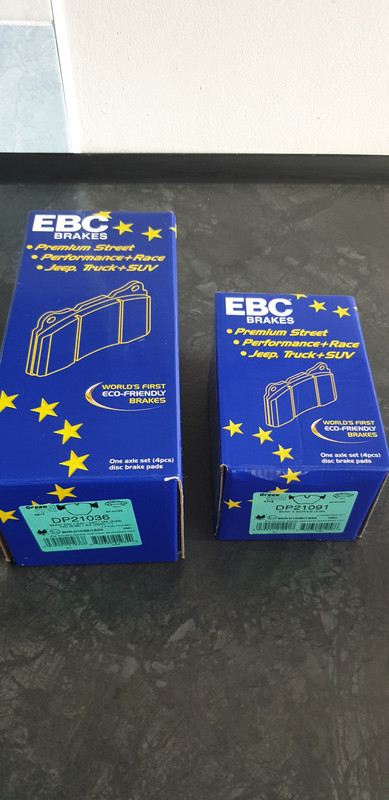 EBC
BRAKES
• Premium Street
• Performance+Race
• Jeep, Truck+SUV
WORLD'S FIRST
ECO-FRIENDLY
BRAKES
One axle set (4pcs)
disc brake pads
DP21036
EBC
BRAKES
• Premium Street
• Performance+Race
• Jeep, Truck+SUV
WORLD'S FIRST
ECO-FRIENDLY
BRAKES
One axle set (4pcs)
disc brake pads
Green
DP21091